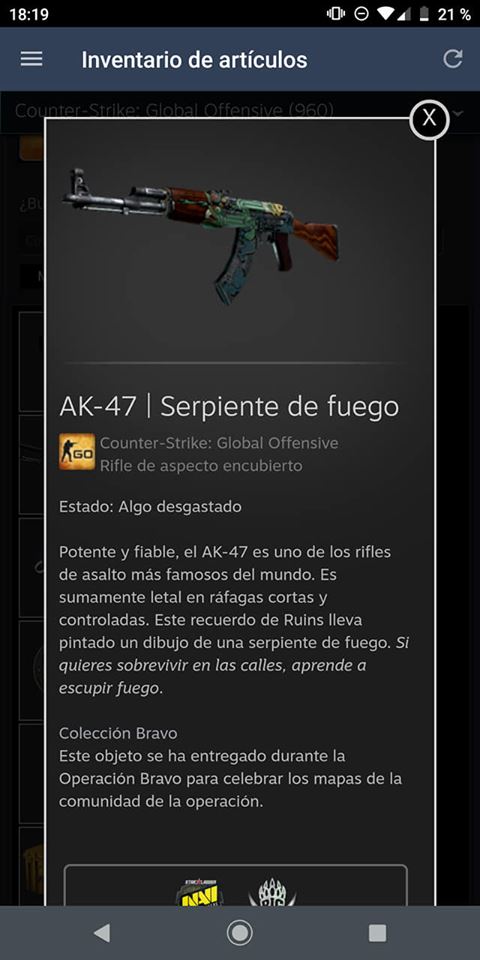 18:19
21 %
Inventario de artículos
Counter-Strike: Global Offensive (960)
X
¿Bu
AK-47 | Serpiente de fuego
GO
Counter-Strike: Global Offensive
Rifle de aspecto encubierto
Estado: Algo desgastado
Potente y fiable, el AK-47 es uno de los rifles
de asalto más famosos del mundo. Es
sumamente letal en ráfagas cortas y
controladas. Este recuerdo de Ruins lleva
pintado un dibujo de una serpiente de fuego. Si
quieres sobrevivir en las calles, aprende a
escupir fuego.
Colección Bravo
Este objeto se ha entregado durante la
Operación Bravo para celebrar los mapas de la
comunidad de la operación.